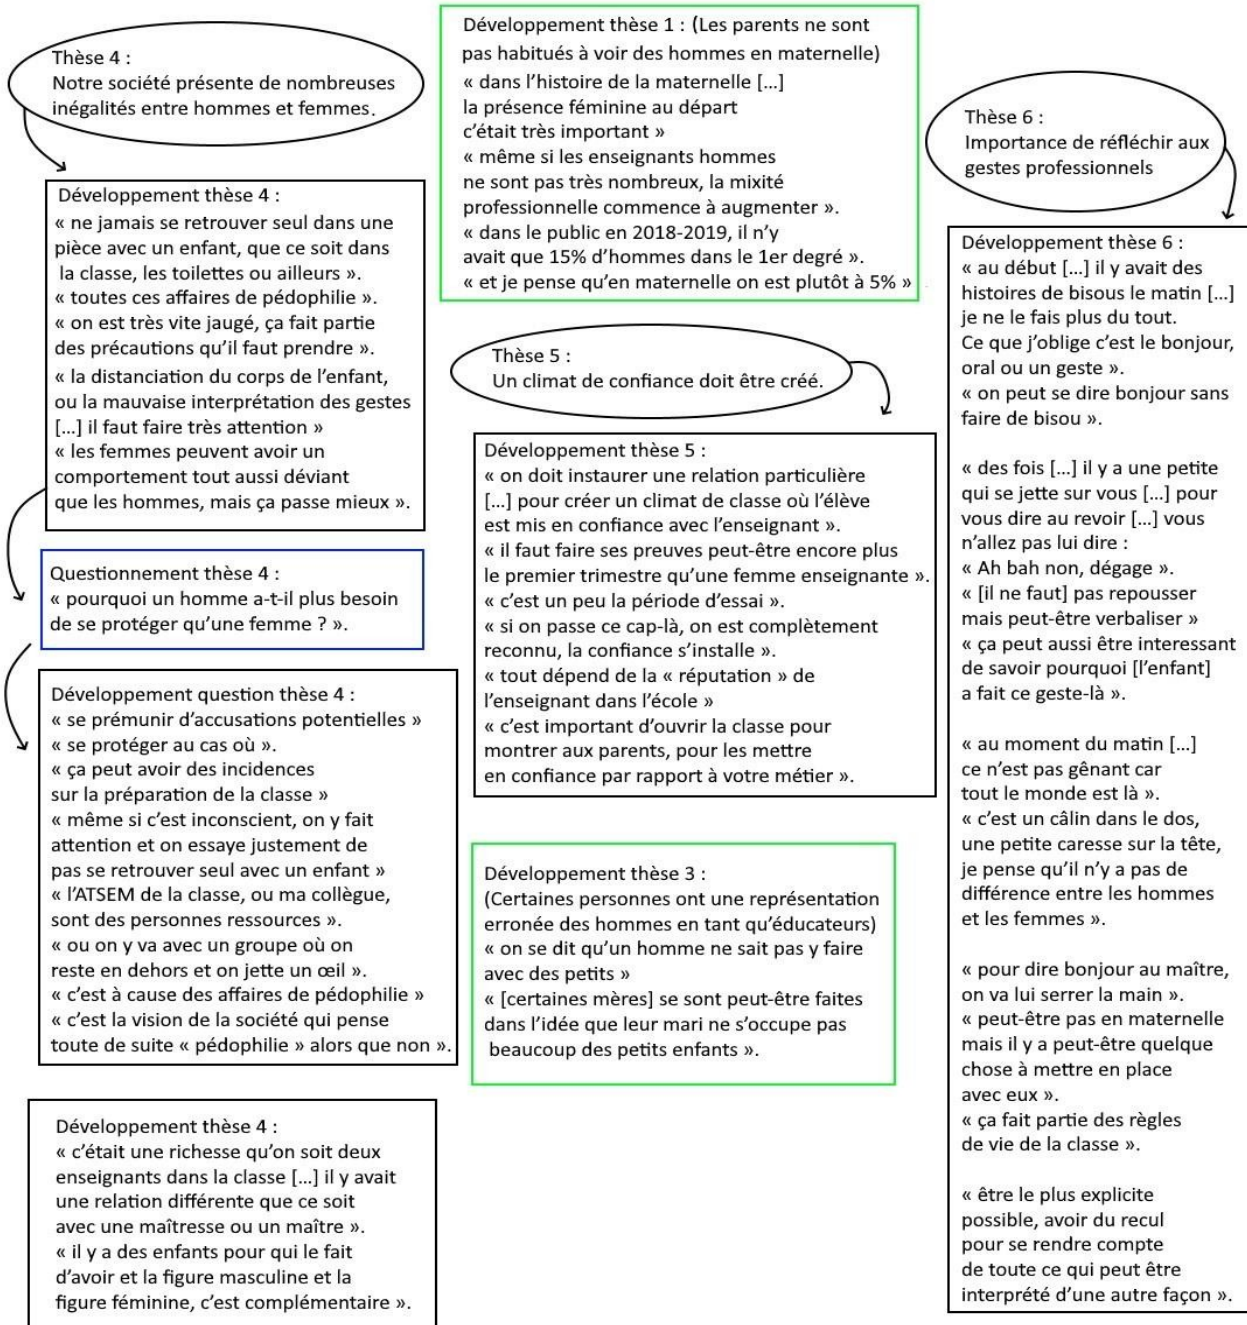 Thèse 4 :
Notre société présente de nombreuses
inégalités entre hommes et femmes.
Développement thèse 4 :
« ne jamais se retrouver seul dans une
pièce avec un enfant, que ce soit dans
la classe, les toilettes ou ailleurs ».
« toutes ces affaires de pédophilie ».
« on est très vite jaugé, ça fait partie
des précautions qu’il faut prendre ».
« la distanciation du corps de l’enfant,
ou la mauvaise interprétation des gestes
[…] il faut faire très attention »
« les femmes peuvent avoir un
comportement tout aussi déviant
que les hommes, mais ça passe mieux ».
Questionnement thèse 4 :
« pourquoi un homme a-t-il plus besoin
de se protéger qu’une femme ? ».
Développement question thèse 4 :
« se prémunir d’accusations potentielles »
« se protéger au cas où ».
« ça peut avoir des incidences
sur la préparation de la classe »
« même si c’est inconscient, on y fait
attention et on essaye justement de
pas se retrouver seul avec un enfant »
« l’ATSEM de la classe, ou ma collègue,
sont des personnes ressources ».
« ou on y va avec un groupe où on
reste en dehors et on jette un œil ».
« c’est à cause des affaires de pédophilie »
« c’est la vision de la société qui pense
toute de suite « pédophilie » alors que non ».
Développement thèse 4 :
« c’était une richesse qu’on soit deux
enseignants dans la classe […] il y avait
une relation différente que ce soit
avec une maîtresse ou un maître ».
« il y a des enfants pour qui le fait
d’avoir et la figure masculine et la
figure féminine, c’est complémentaire ».
Développement thèse 1 : (Les parents ne sont
pas habitués à voir des hommes en maternelle)
« dans l’histoire de la maternelle […]
la présence féminine au départ
c’était très important »
« même si les enseignants hommes
ne sont pas très nombreux, la mixité
professionnelle commence à augmenter ».
« dans le public en 2018-2019, il n’y
avait que 15% d’hommes dans le 1er degré ».
« et je pense qu’en maternelle on est plutôt à 5% »
Thèse 5 :
Un climat de confiance doit être créé.
Développement thèse 5 :
« on doit instaurer une relation particulière
[…] pour créer un climat de classe où l’élève
est mis en confiance avec l’enseignant ».
« il faut faire ses preuves peut-être encore plus
le premier trimestre qu’une femme enseignante ».
« c’est un peu la période d’essai ».
« si on passe ce cap-là, on est complètement
reconnu, la confiance s’installe ».
« tout dépend de la « réputation » de
l’enseignant dans l’école »
« c’est important d’ouvrir la classe pour
montrer aux parents, pour les mettre
en confiance par rapport à votre métier ».
Développement thèse 3 :
(Certaines personnes ont une représentation
erronée des hommes en tant qu’éducateurs)
« on se dit qu’un homme ne sait pas y faire
avec des petits »
« [certaines mères] se sont peut-être faites
dans l’idée que leur mari ne s’occupe pas
beaucoup des petits enfants ».
Thèse 6 :
Importance de réfléchir aux
gestes professionnels
Développement thèse 6 :
« au début […] il y avait des
histoires de bisous le matin […]
je ne le fais plus du tout.
Ce que j’oblige c’est le bonjour,
oral ou un geste ».
« on peut se dire bonjour sans
faire de bisou ».
« des fois […] il y a une petite
qui se jette sur vous […] pour
vous dire au revoir […] vous
n’allez pas lui dire :
« Ah bah non, dégage ».
« [il ne faut] pas repousser
mais peut-être verbaliser »
« ça peut aussi être interessant
de savoir pourquoi [l’enfant]
a fait ce geste-là ».
« au moment du matin […]
ce n’est pas gênant car
tout le monde est là ».
« c’est un câlin dans le dos,
une petite caresse sur la tête,
je pense qu’il n’y a pas de
différence entre les hommes
et les femmes ».
« pour dire bonjour au maître,
on va lui serrer la main ».
« peut-être pas en maternelle
mais il y a peut-être quelque
chose à mettre en place
avec eux ».
« ça fait partie des règles
de vie de la classe ».
« être le plus explicite
possible, avoir du recul
pour se rendre compte
de toute ce qui peut être
interprété d’une autre façon ».